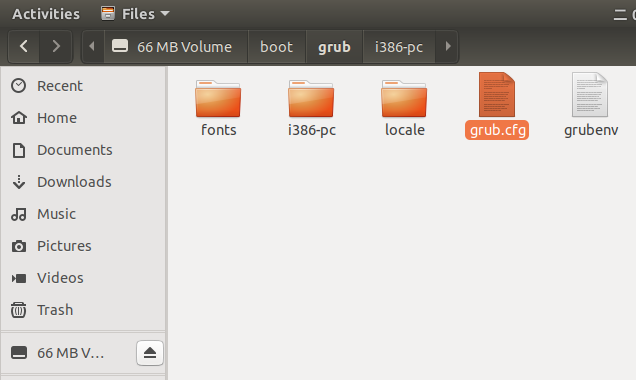 Activities Files 二
66 MB Volume boot grub i386-pc
Recent
Home
Documents
Downloads
Music
Pictures
Videos
Trash
66 MB V...
fonts i386-pc locale grub.cfg grubenv